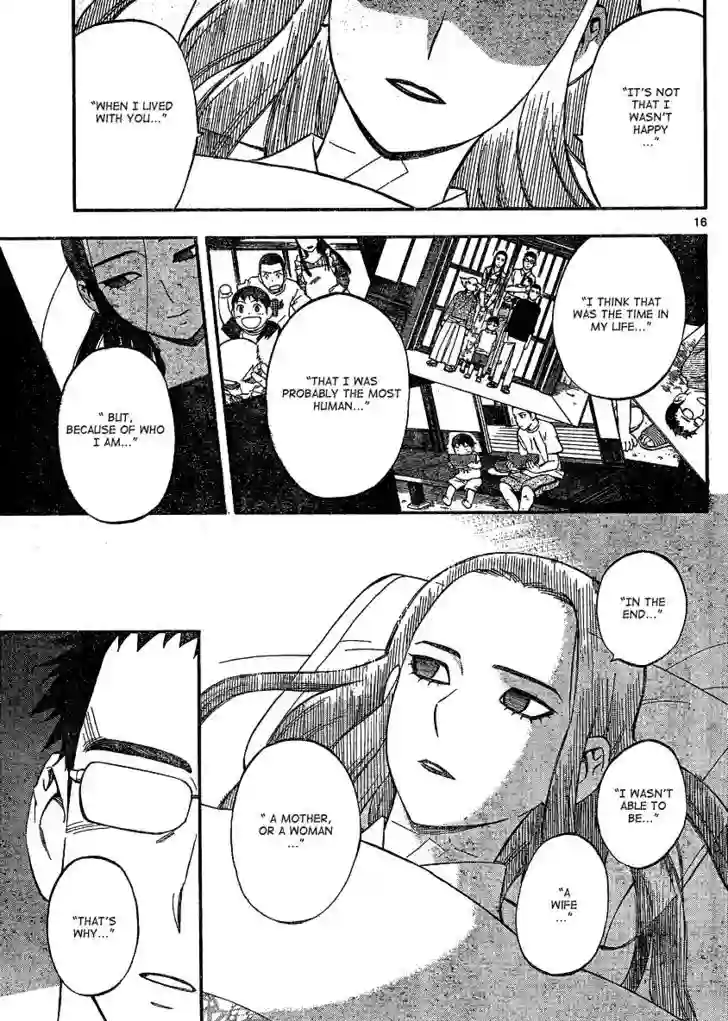 "IT'S NOT
THAT I
WASN'T
HAPPY
..."
"WHEN I LIVED
WITH YOU..."
16
"I THINK THAT
WAS THE TIME IN
MY LIFE..."
"THAT I WAS
PROBABLY THE MOST
HUMAN..."
" BUT,
BECAUSE OF WHO
I AM..."
"IN THE
END..."
"I WASN'T
ABLE TO
BE..."
"A
WIFE
..."
" A MOTHER,
OR A WOMAN
..."
"THAT'S
WHY..."